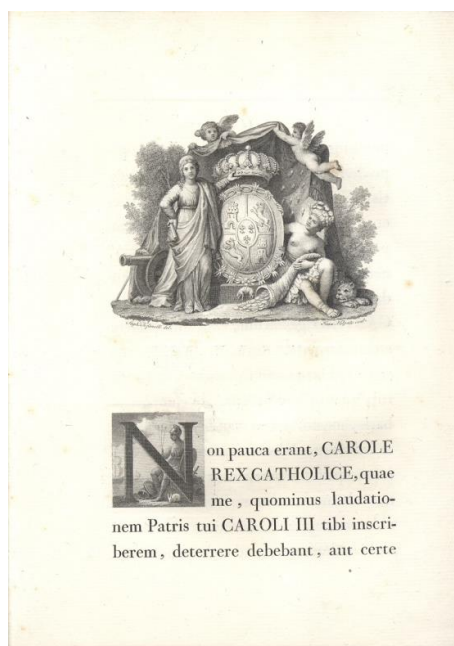 Non pauca erant, CAROLE
REX CATHOLICE, quae
me, quominus laudatio-
nem Patris tui CAROLI III tibi inscri-
berem, deterrere debebant, aut certe